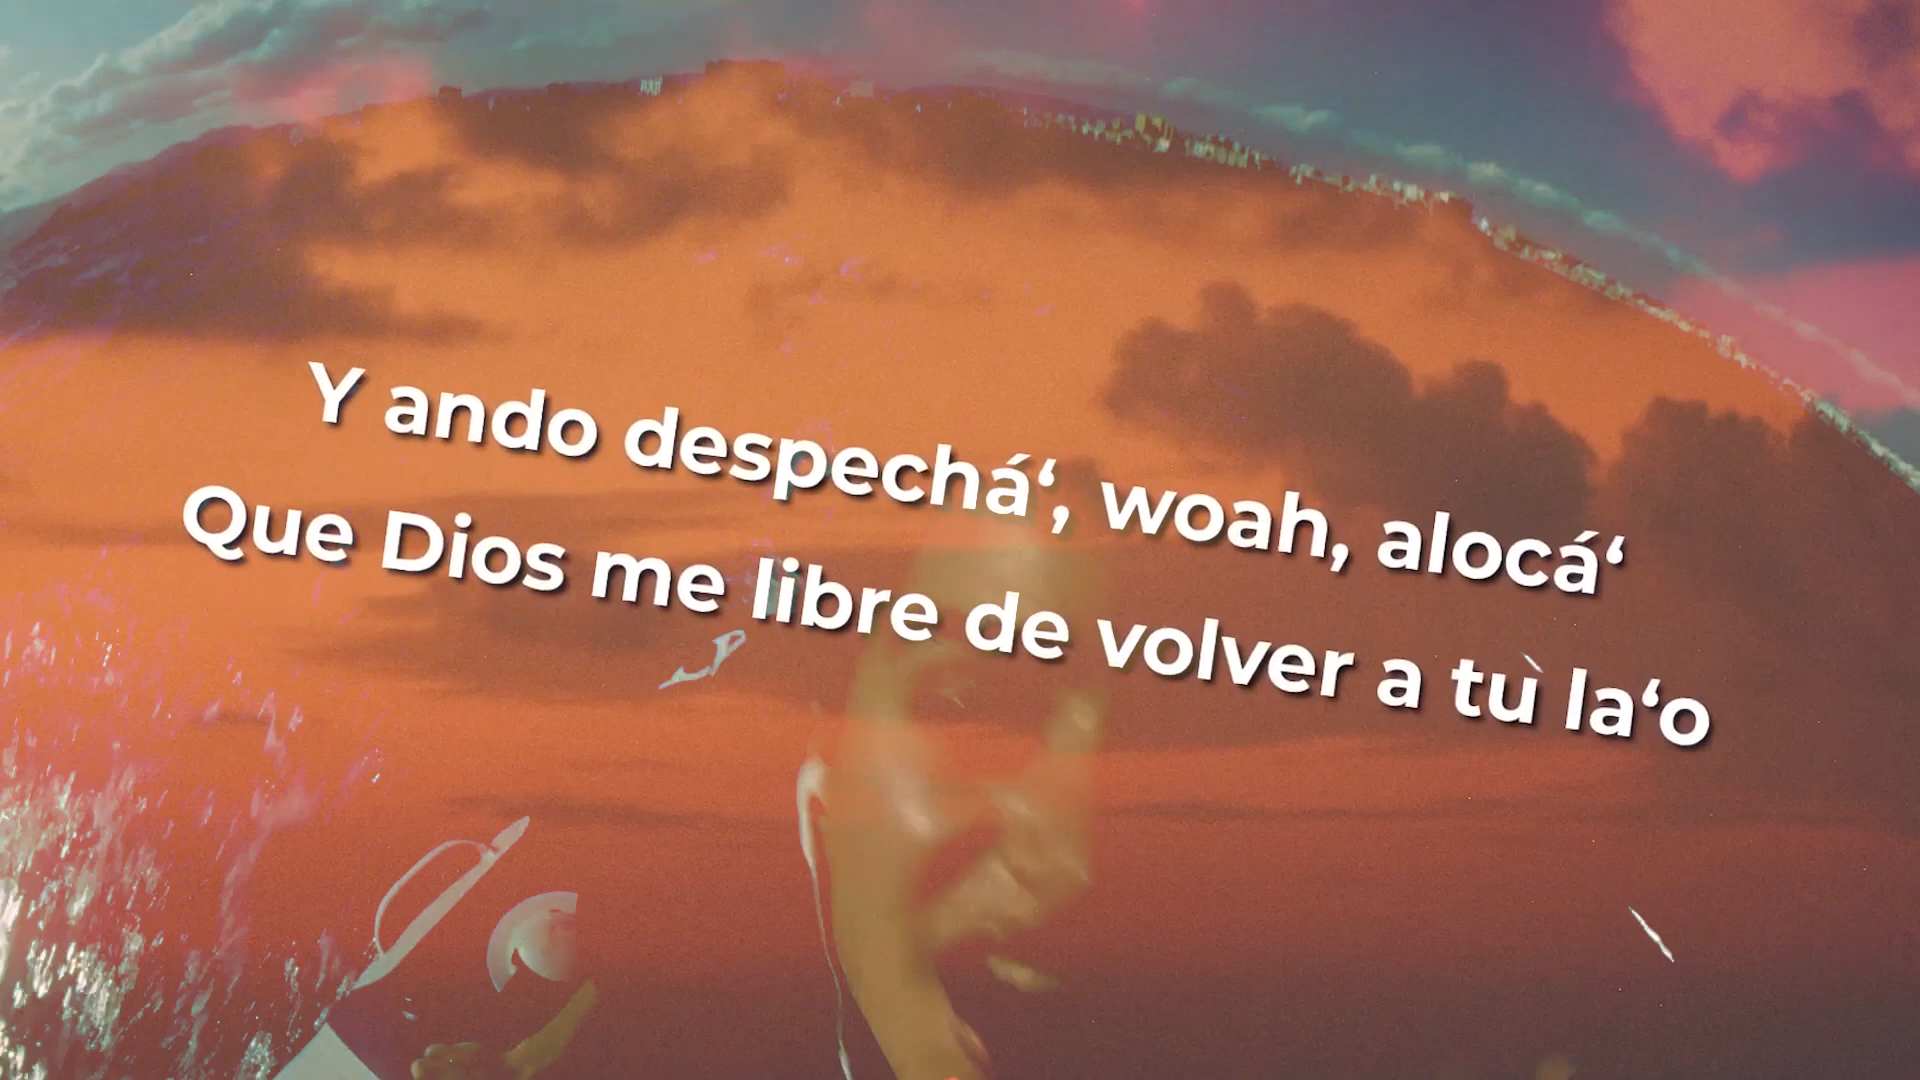 Y ando despechá‘, woah, alocá‘
Que Dios me libre de volver a tu la‘o